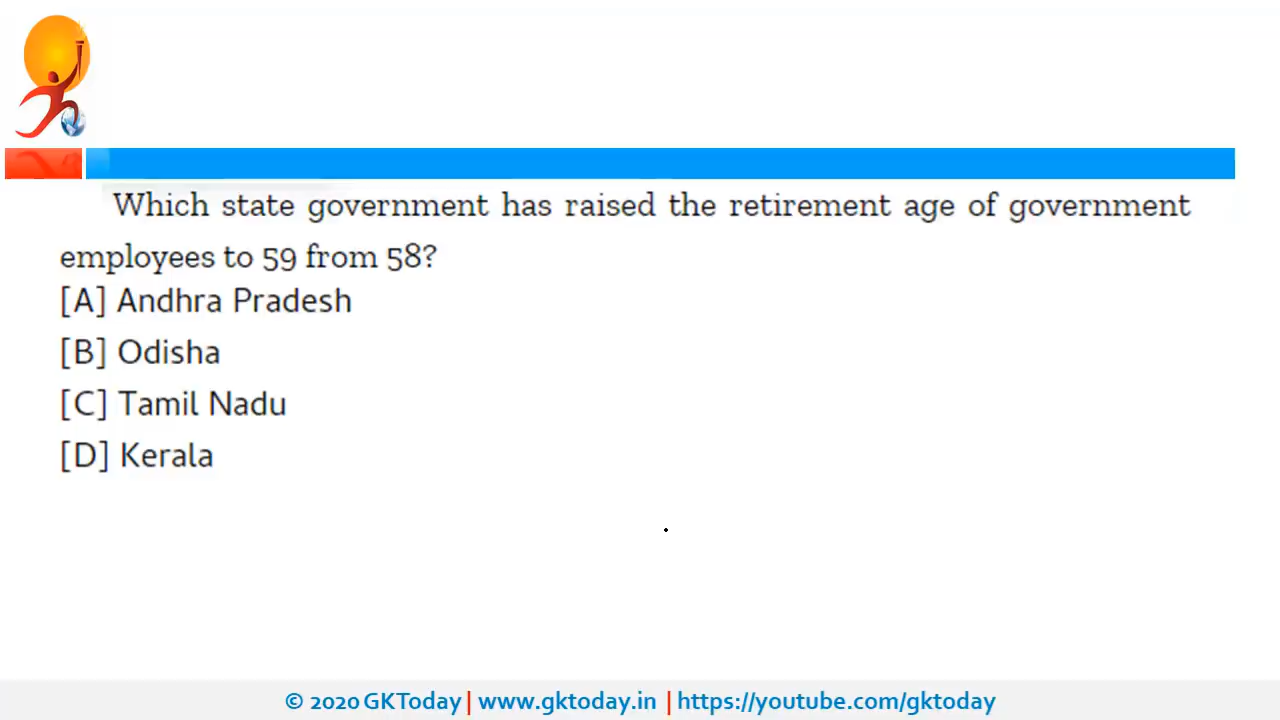 Which state government has raised the retirement age of government
employees to 59 from 58?
[A] Andhra Pradesh
[B] Odisha
[C] Tamil Nadu
[D] Kerala
© 2020 GKToday | www.gktoday.in | https://youtube.com/gktoday